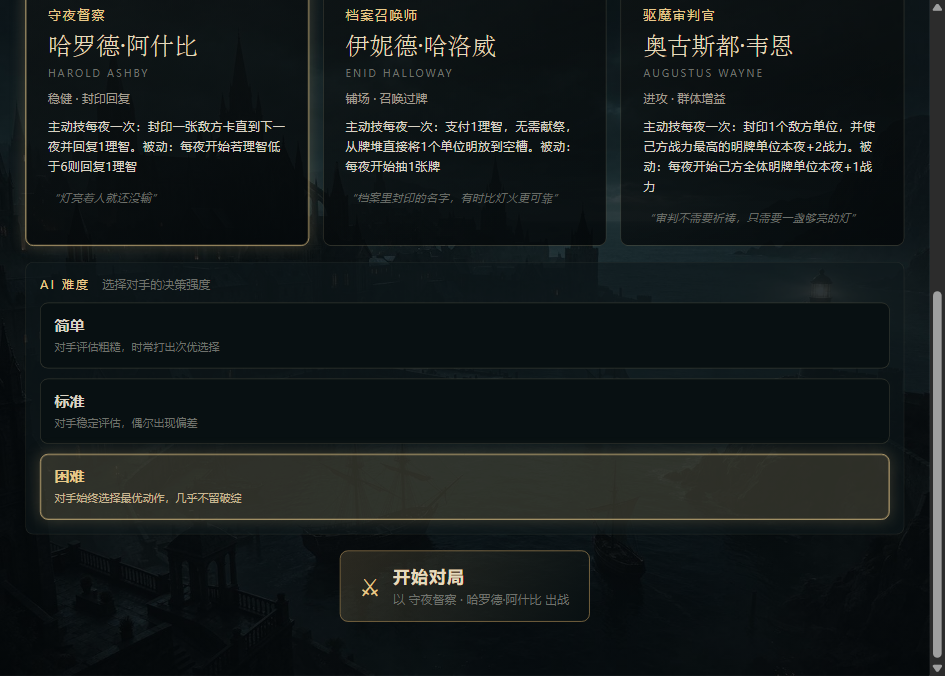 守夜督察
哈罗德·阿什比
HAROLD ASHBY
稳健 · 封印回复
主动技每夜一次：封印一张敌方卡直到下一
夜并回复1理智。被动：每夜开始若理智低
于6则回复1理智
“灯亮着人就还没输”
档案召唤师
伊妮德·哈洛威
ENID HALLOWAY
铺场 · 召唤过牌
主动技每夜一次：支付1理智，无需献祭，
从牌堆直接将1个单位明放到空槽。被动：
每夜开始抽1张牌
“档案里封印的名字，有时比灯火更可靠”
驱魔审判官
奥古斯都·韦恩
AUGUSTUS WAYNE
进攻 · 群体增益
主动技每夜一次：封印1个敌方单位，并使
己方战力最高的明牌单位本夜+2战力。被
动：每夜开始己方全体明牌单位本夜+1战
力
“审判不需要祈祷，只需要一盏够亮的灯”
AI 难度 选择对手的决策强度
简单
对手评估粗糙，时常打出次优选择
标准
对手稳定评估，偶尔出现偏差
困难
对手始终选择最优动作，几乎不留破绽
开始对局
以 守夜督察 · 哈罗德·阿什比 出战